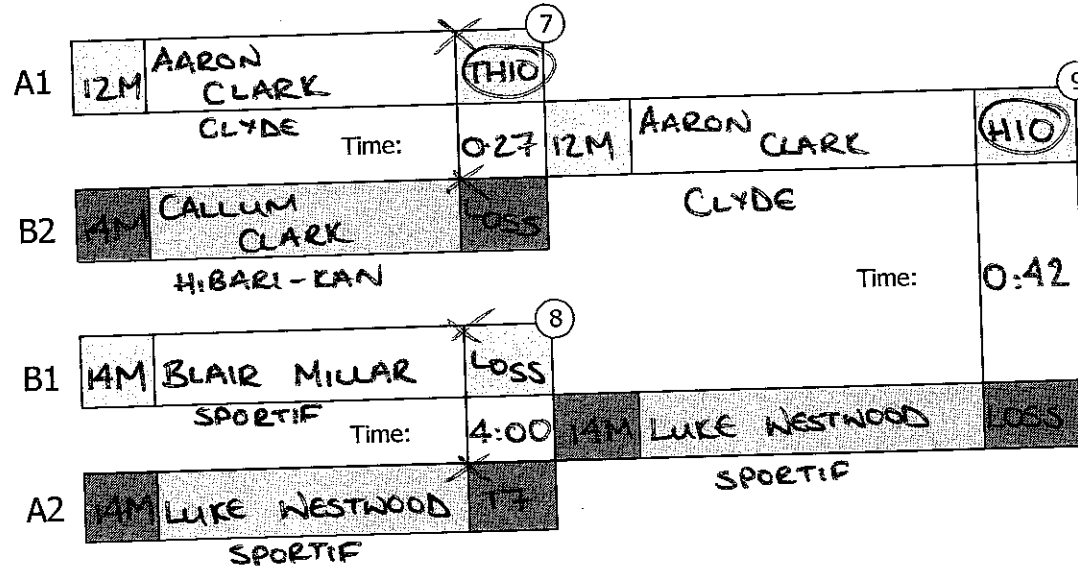 7
A1 12M AARON CLARK THIO
CLYDE Time: 0:27
12M AARON CLARK HIO 9
CLYDE
B2 14M CALLUM CLARK LOSS
HIBARI-KAN
Time: 0:42
8
B1 14M BLAIR MILLAR LOSS
SPORTIF Time: 4:00
14M LUKE WESTWOOD LOSS
SPORTIF
A2 14M LUKE WESTWOOD T7
SPORTIF